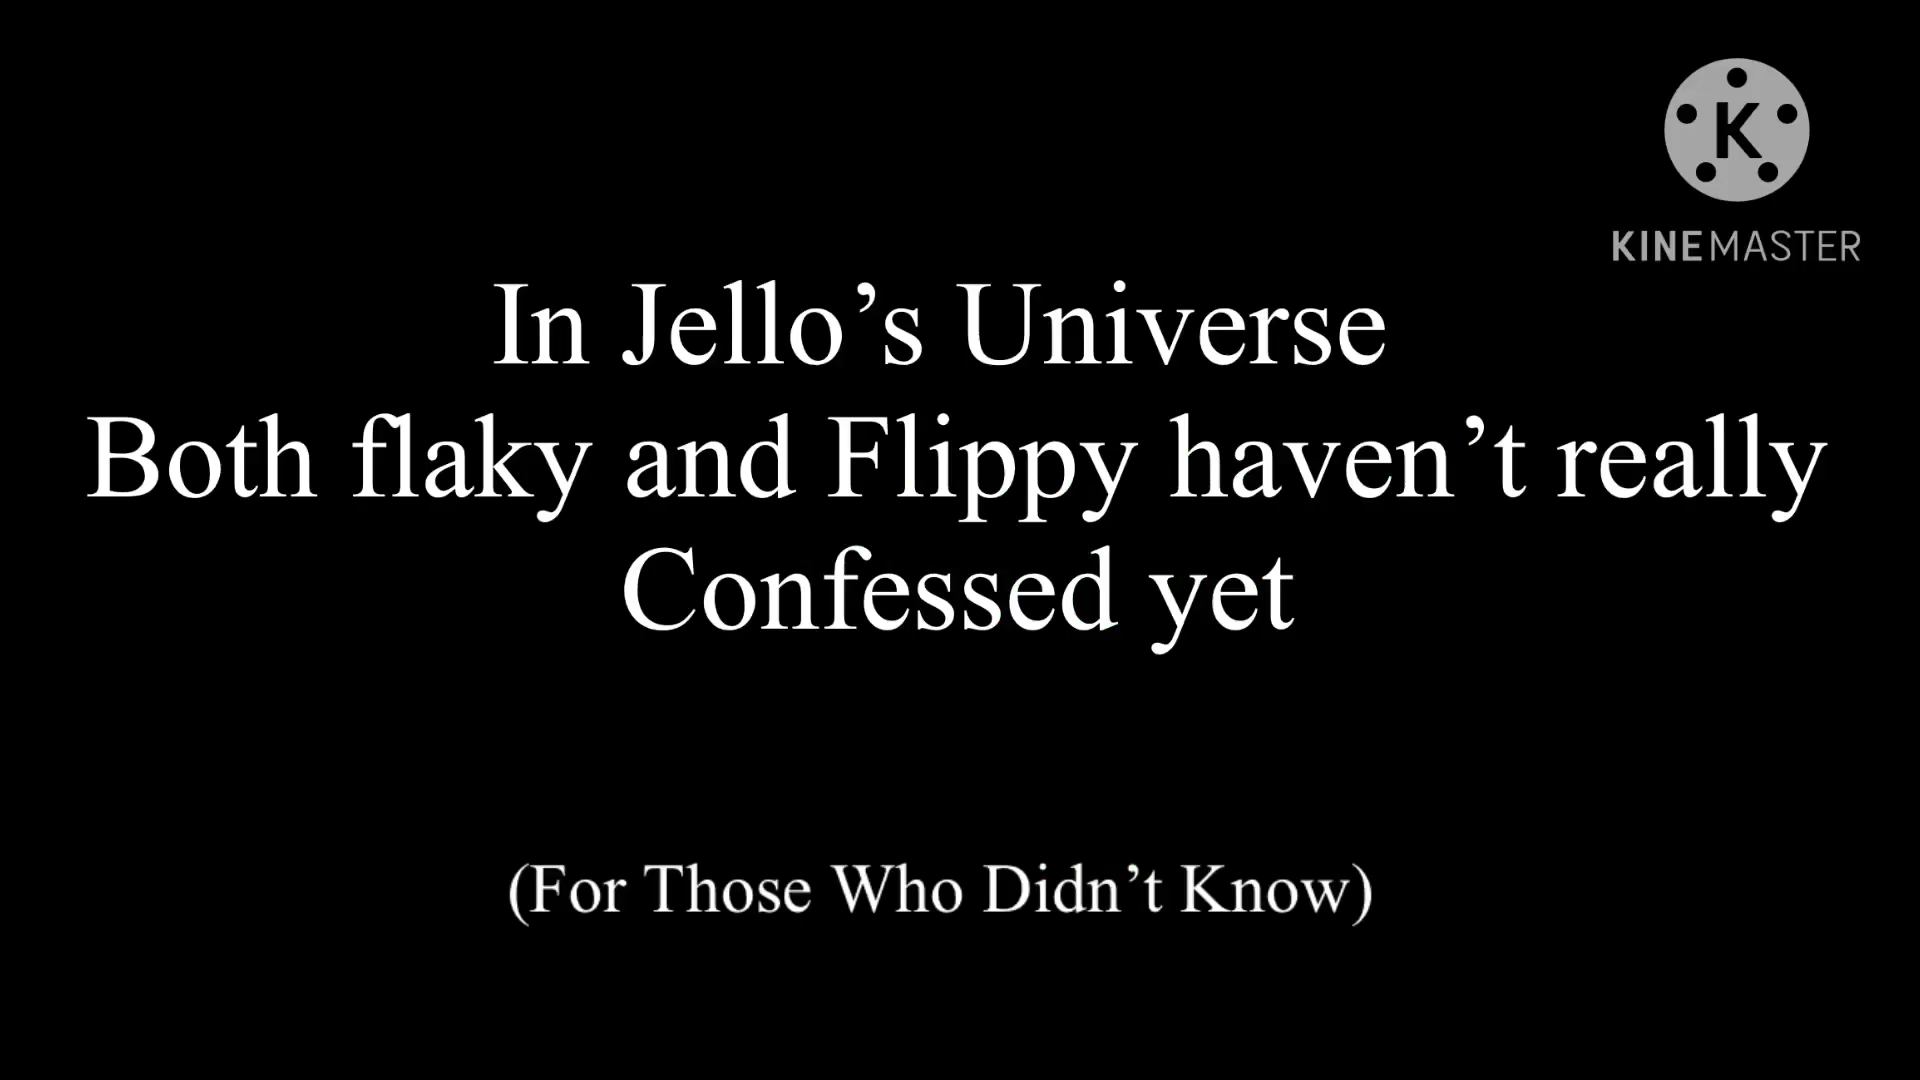 K
KINEMASTER
In Jello’s Universe
Both flaky and Flippy haven’t really
Confessed yet
(For Those Who Didn’t Know)